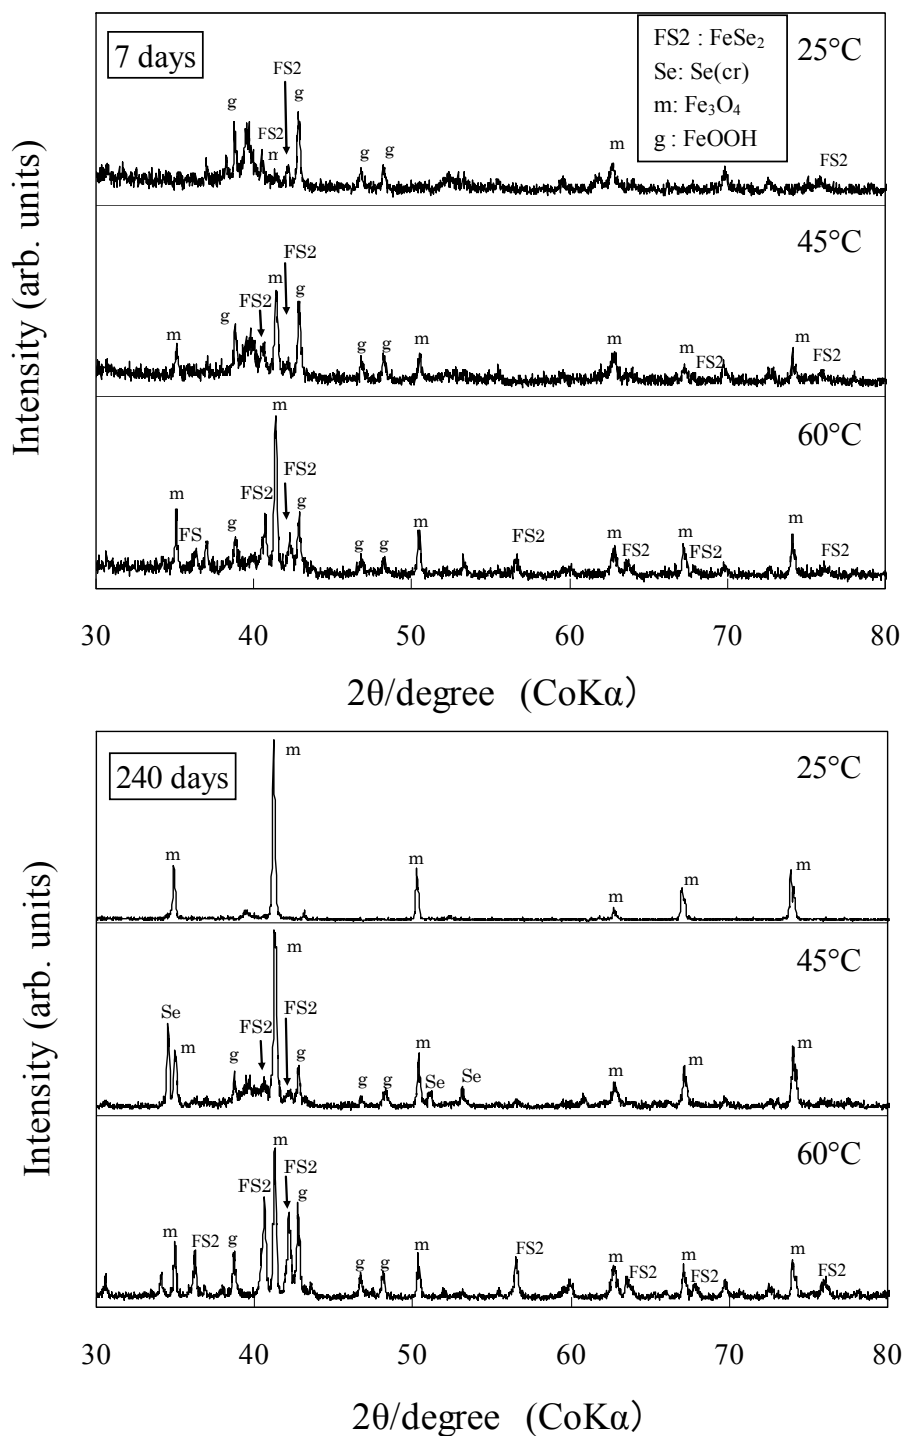 7 days
FS2 : FeSe₂
Se: Se(cr)
m: Fe₃O₄
g : FeOOH
25°C
FS2
g
g
FS2
m
g
g
m
FS2
45°C
FS2
m
FS2
g
g
m
g
g
m
m
m
FS2
m
FS2
60°C
m
FS2
FS2
m
FS
g
g
g
g
m
FS2
m
FS2
m
FS2
m
FS2
30
40
50
60
70
80
2θ/degree (CoKα)
Intensity (arb. units)
240 days
25°C
m
m
m
m
m
m
45°C
m
Se
m
g
FS2
FS2
g
g
g
m
Se
Se
m
m
m
60°C
m
FS2
FS2
g
m
FS2
g
g
g
m
FS2
m
FS2
m
FS2
m
FS2
30
40
50
60
70
80
2θ/degree (CoKα)
Intensity (arb. units)